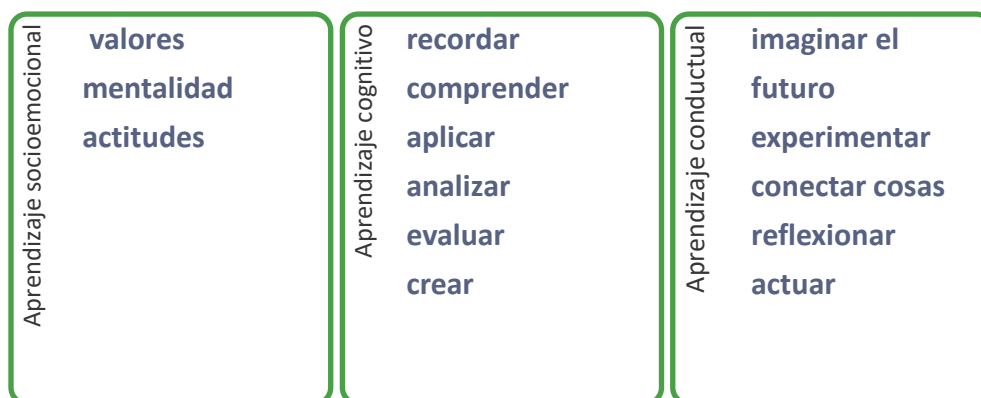 Aprendizaje socioemocional
valores
mentalidad
actitudes
Aprendizaje cognitivo
recordar
comprender
aplicar
analizar
evaluar
crear
Aprendizaje conductual
imaginar el
futuro
experimentar
conectar cosas
reflexionar
actuar